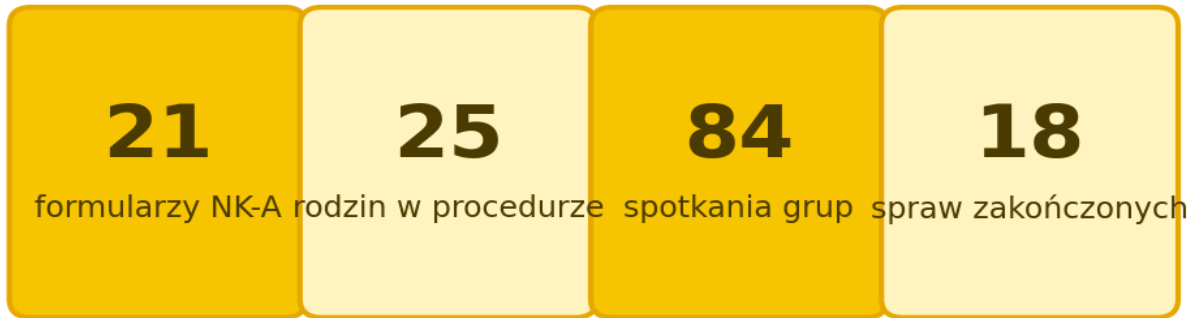 21
formularzy NK-A
25
rodzin w procedurze
84
spotkania grup
18
spraw zakończonych